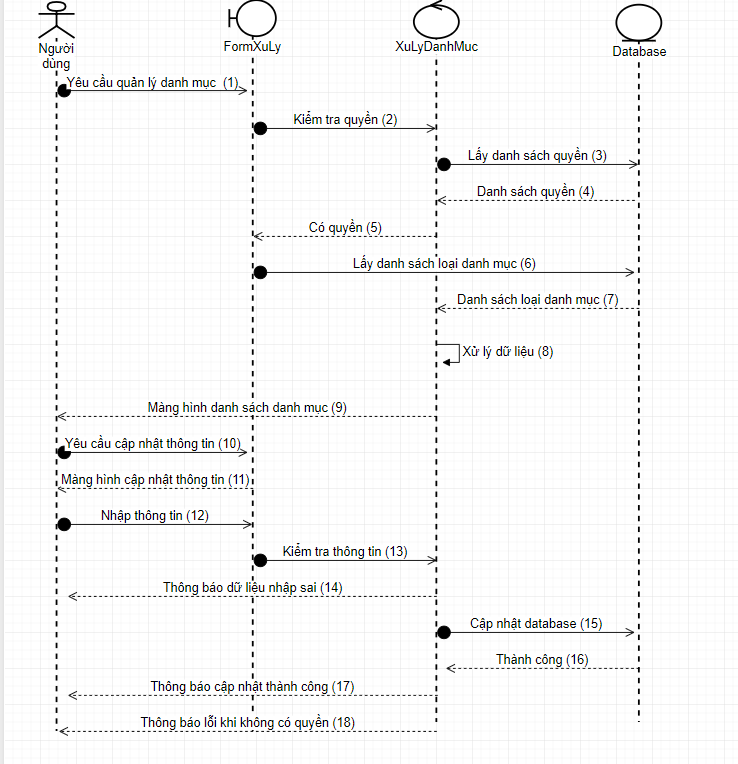 Người
dùng
FormXuLy
XuLyDanhMuc
Database
Yêu cầu quản lý danh mục (1)
Kiểm tra quyền (2)
Lấy danh sách quyền (3)
Danh sách quyền (4)
Có quyền (5)
Lấy danh sách loại danh mục (6)
Danh sách loại danh mục (7)
Xử lý dữ liệu (8)
Màng hình danh sách danh mục (9)
Yêu cầu cập nhật thông tin (10)
Màng hình cập nhật thông tin (11)
Nhập thông tin (12)
Kiểm tra thông tin (13)
Thông báo dữ liệu nhập sai (14)
Cập nhật database (15)
Thành công (16)
Thông báo cập nhật thành công (17)
Thông báo lỗi khi không có quyền (18)